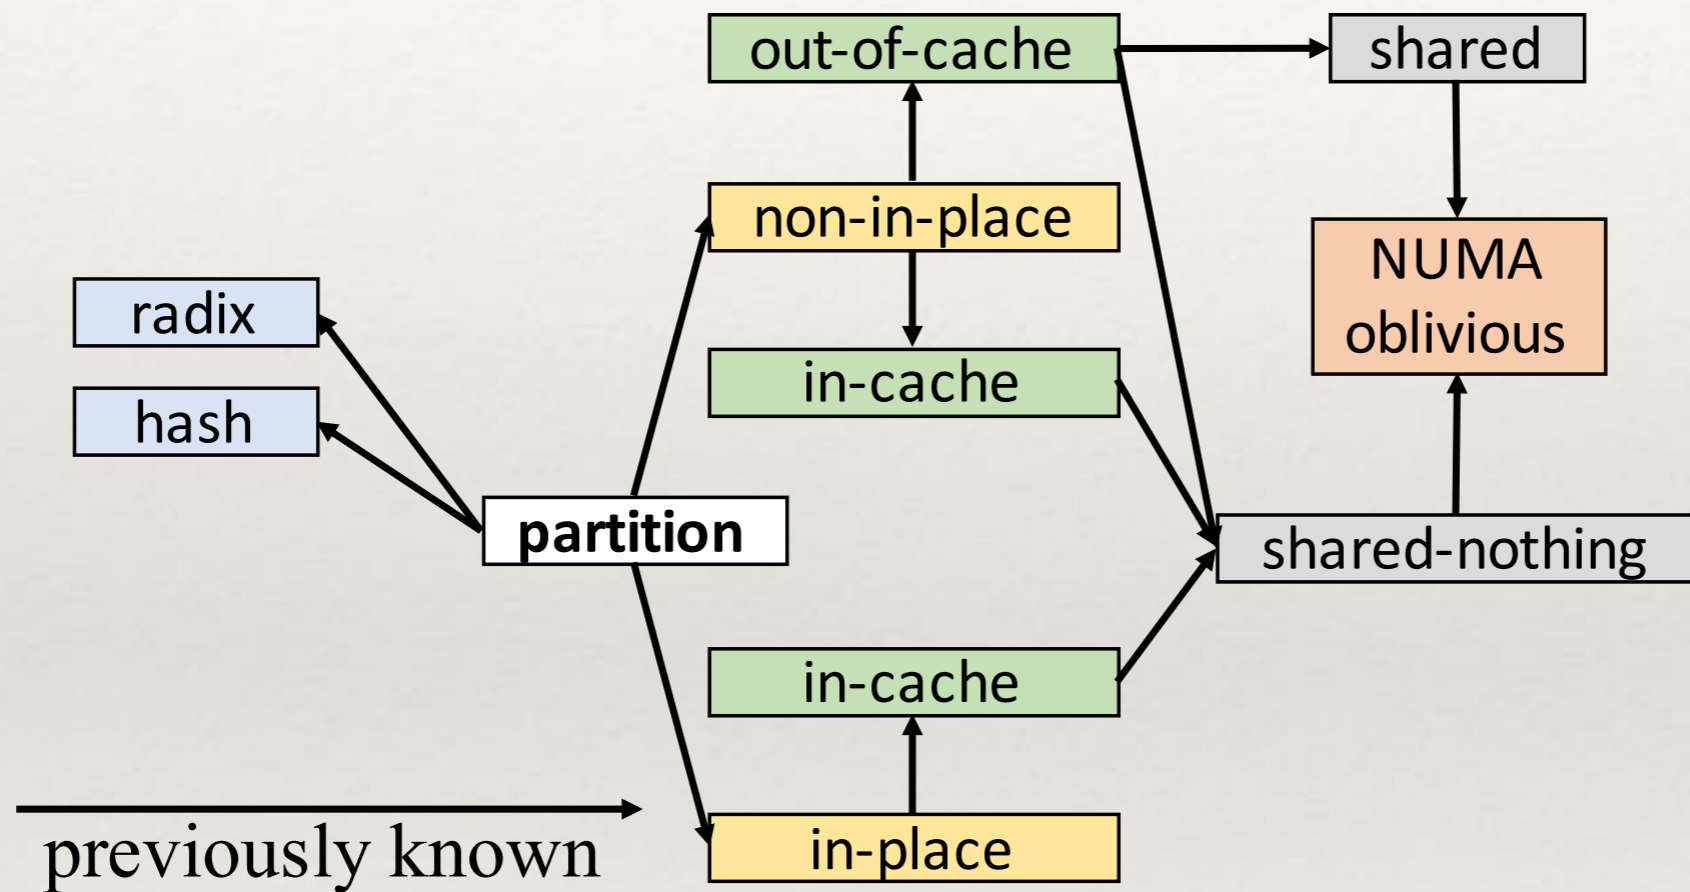 out-of-cache
shared
non-in-place
NUMA
oblivious
radix
in-cache
hash
partition
shared-nothing
in-cache
previously known
in-place